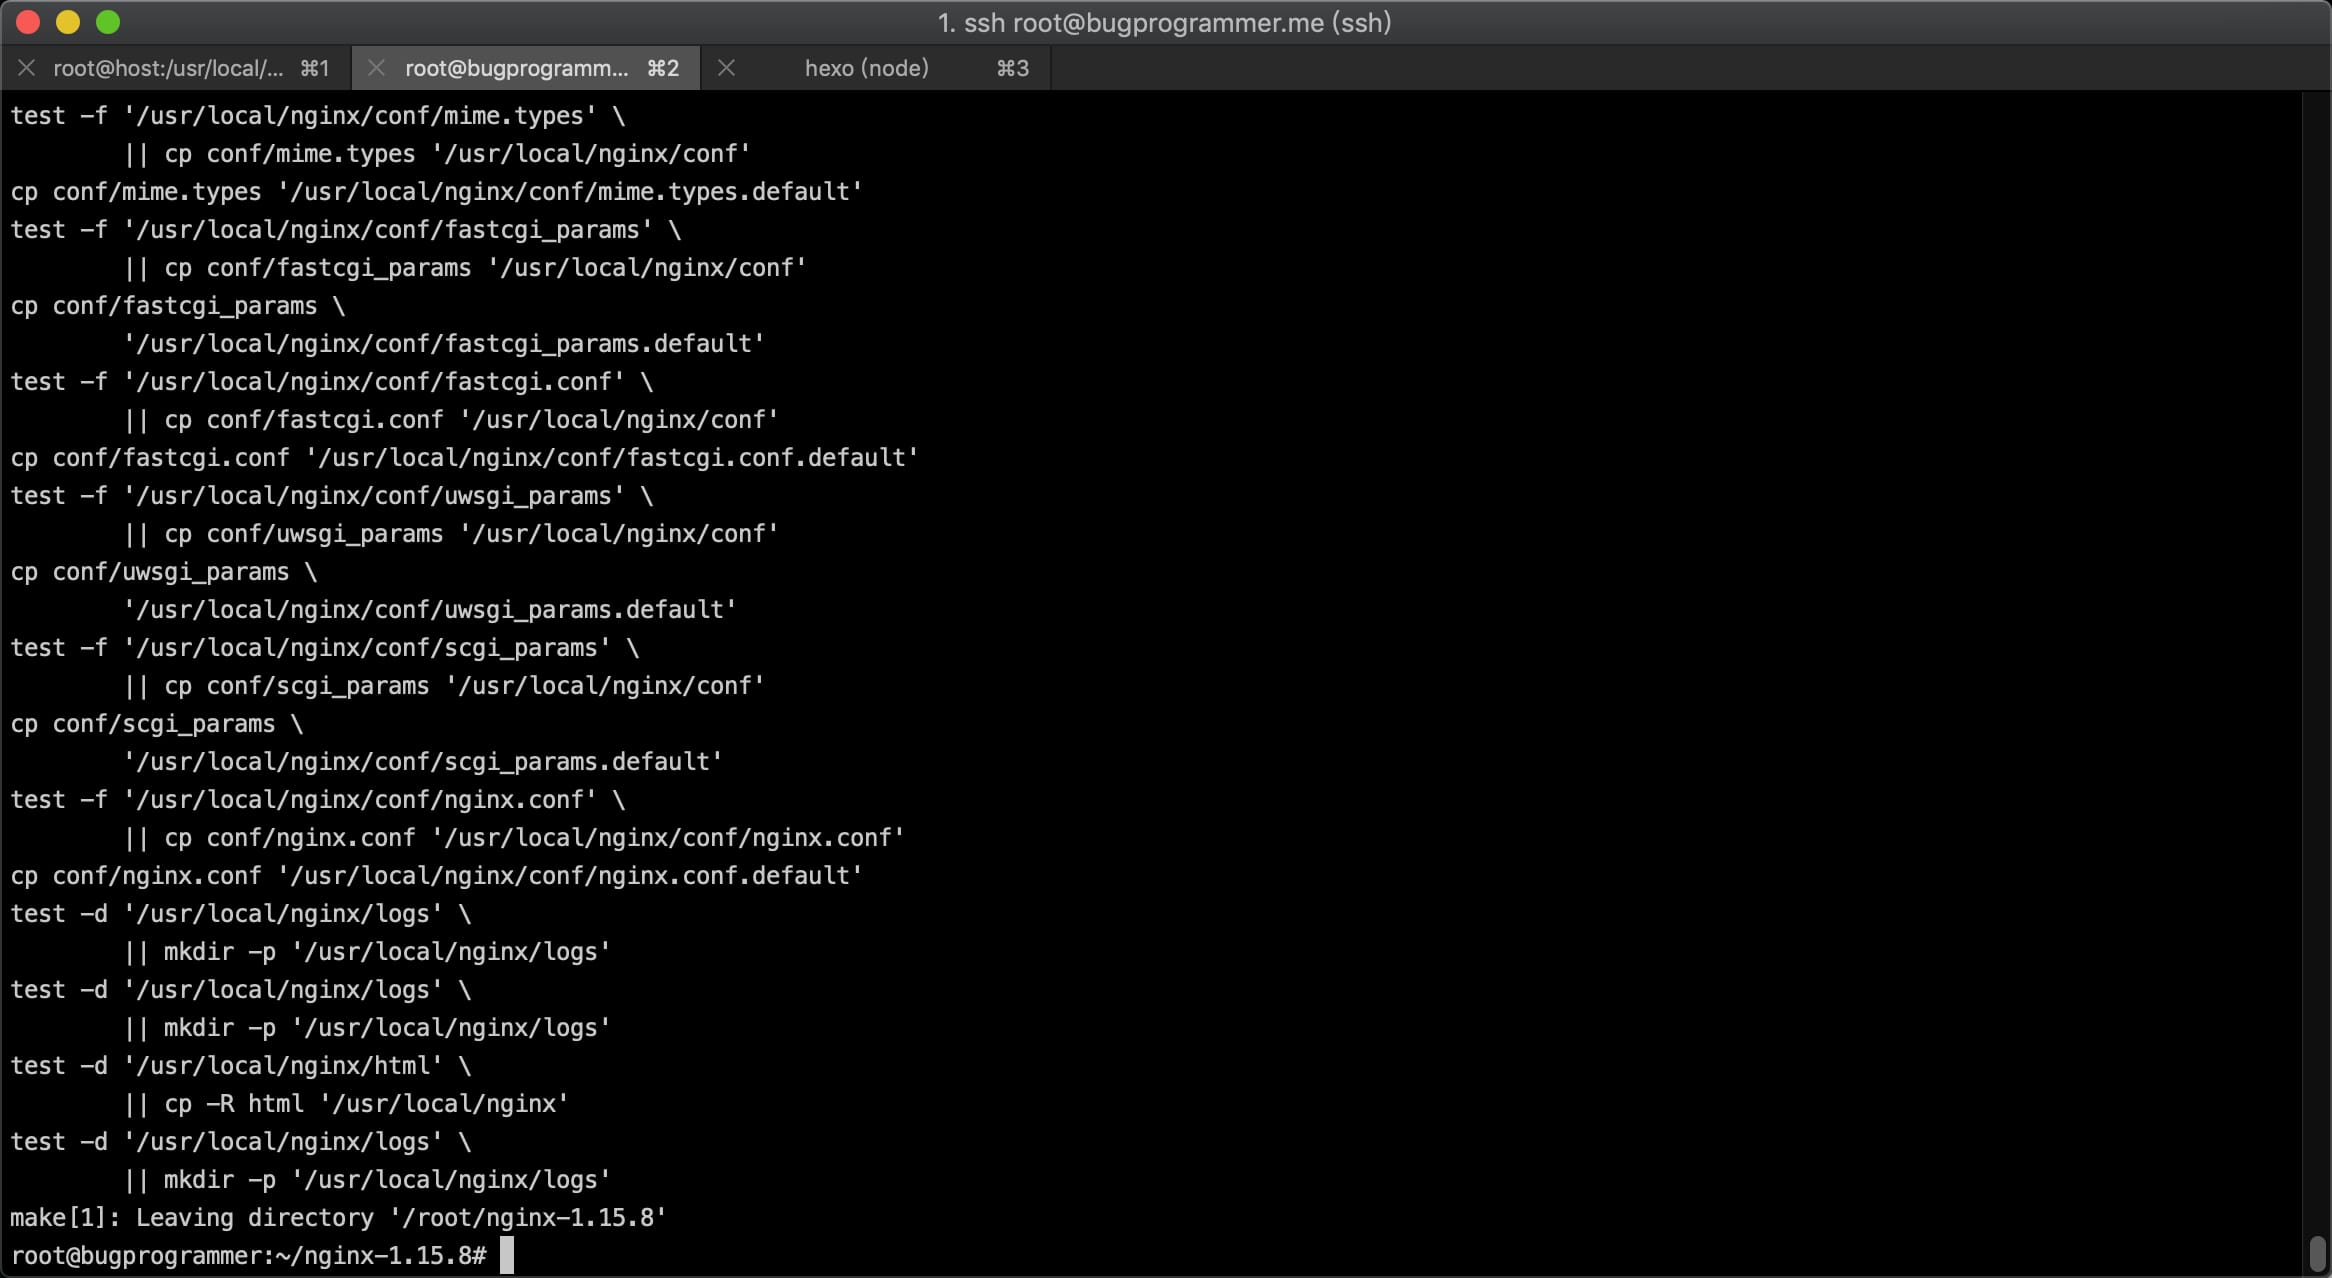 1. ssh root@bugprogrammer.me (ssh)
root@host:/usr/local/... ⌘1 root@bugprogramm... ⌘2 hexo (node) ⌘3
test -f '/usr/local/nginx/conf/mime.types' \
        || cp conf/mime.types '/usr/local/nginx/conf'
cp conf/mime.types '/usr/local/nginx/conf/mime.types.default'
test -f '/usr/local/nginx/conf/fastcgi_params' \
        || cp conf/fastcgi_params '/usr/local/nginx/conf'
cp conf/fastcgi_params \
        '/usr/local/nginx/conf/fastcgi_params.default'
test -f '/usr/local/nginx/conf/fastcgi.conf' \
        || cp conf/fastcgi.conf '/usr/local/nginx/conf'
cp conf/fastcgi.conf '/usr/local/nginx/conf/fastcgi.conf.default'
test -f '/usr/local/nginx/conf/uwsgi_params' \
        || cp conf/uwsgi_params '/usr/local/nginx/conf'
cp conf/uwsgi_params \
        '/usr/local/nginx/conf/uwsgi_params.default'
test -f '/usr/local/nginx/conf/scgi_params' \
        || cp conf/scgi_params '/usr/local/nginx/conf'
cp conf/scgi_params \
        '/usr/local/nginx/conf/scgi_params.default'
test -f '/usr/local/nginx/conf/nginx.conf' \
        || cp conf/nginx.conf '/usr/local/nginx/conf/nginx.conf'
cp conf/nginx.conf '/usr/local/nginx/conf/nginx.conf.default'
test -d '/usr/local/nginx/logs' \
        || mkdir -p '/usr/local/nginx/logs'
test -d '/usr/local/nginx/logs' \
        || mkdir -p '/usr/local/nginx/logs'
test -d '/usr/local/nginx/html' \
        || cp -R html '/usr/local/nginx'
test -d '/usr/local/nginx/logs' \
        || mkdir -p '/usr/local/nginx/logs'
make[1]: Leaving directory '/root/nginx-1.15.8'
root@bugprogrammer:~/nginx-1.15.8#